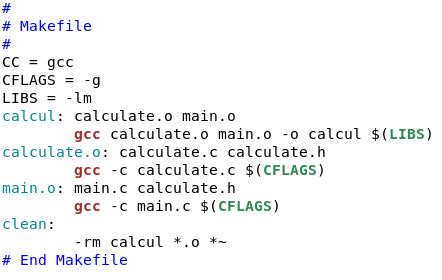 #
# Makefile
#
CC = gcc
CFLAGS = -g
LIBS = -lm
calcul: calculate.o main.o
        gcc calculate.o main.o -o calcul $(LIBS)
calculate.o: calculate.c calculate.h
        gcc -c calculate.c $(CFLAGS)
main.o: main.c calculate.h
        gcc -c main.c $(CFLAGS)
clean:
        -rm calcul *.o *~
# End Makefile